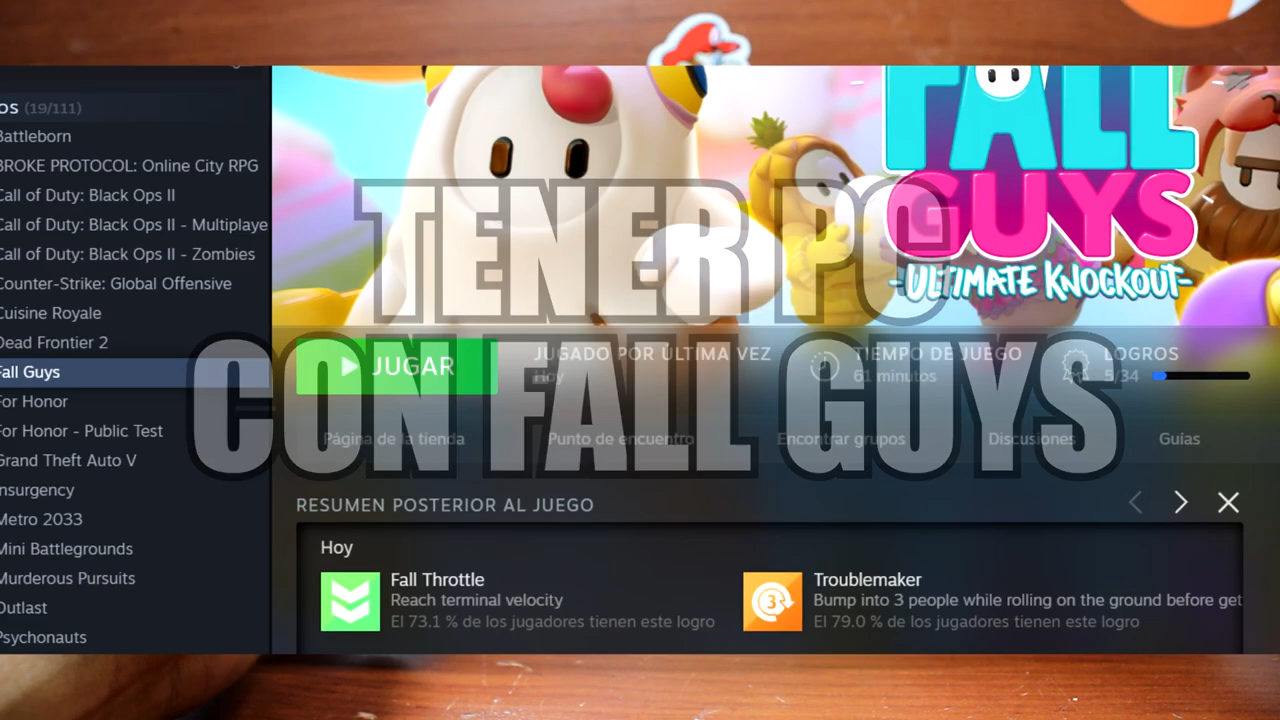 OS (19/111)
Battleborn
BROKE PROTOCOL: Online City RPG
Call of Duty: Black Ops II
Call of Duty: Black Ops II - Multiplaye
Call of Duty: Black Ops II - Zombies
Counter-Strike: Global Offensive
Cuisine Royale
Dead Frontier 2
Fall Guys
For Honor
For Honor - Public Test
Grand Theft Auto V
Insurgency
Metro 2033
Mini Battlegrounds
Murderous Pursuits
Outlast
Psychonauts
FALL
GUYS
-ULTIMATE KNOCKOUT-
TENER PC
CON FALL GUYS
JUGAR
JUGADO POR ÚLTIMA VEZ
Hoy
TIEMPO DE JUEGO
61 minutos
LOGROS
5/34
Página de la tienda
Punto de encuentro
Encontrar grupos
Discusiones
Guías
RESUMEN POSTERIOR AL JUEGO
Hoy
Fall Throttle
Reach terminal velocity
El 73.1 % de los jugadores tienen este logro
3
Troublemaker
Bump into 3 people while rolling on the ground before get
El 79.0 % de los jugadores tienen este logro